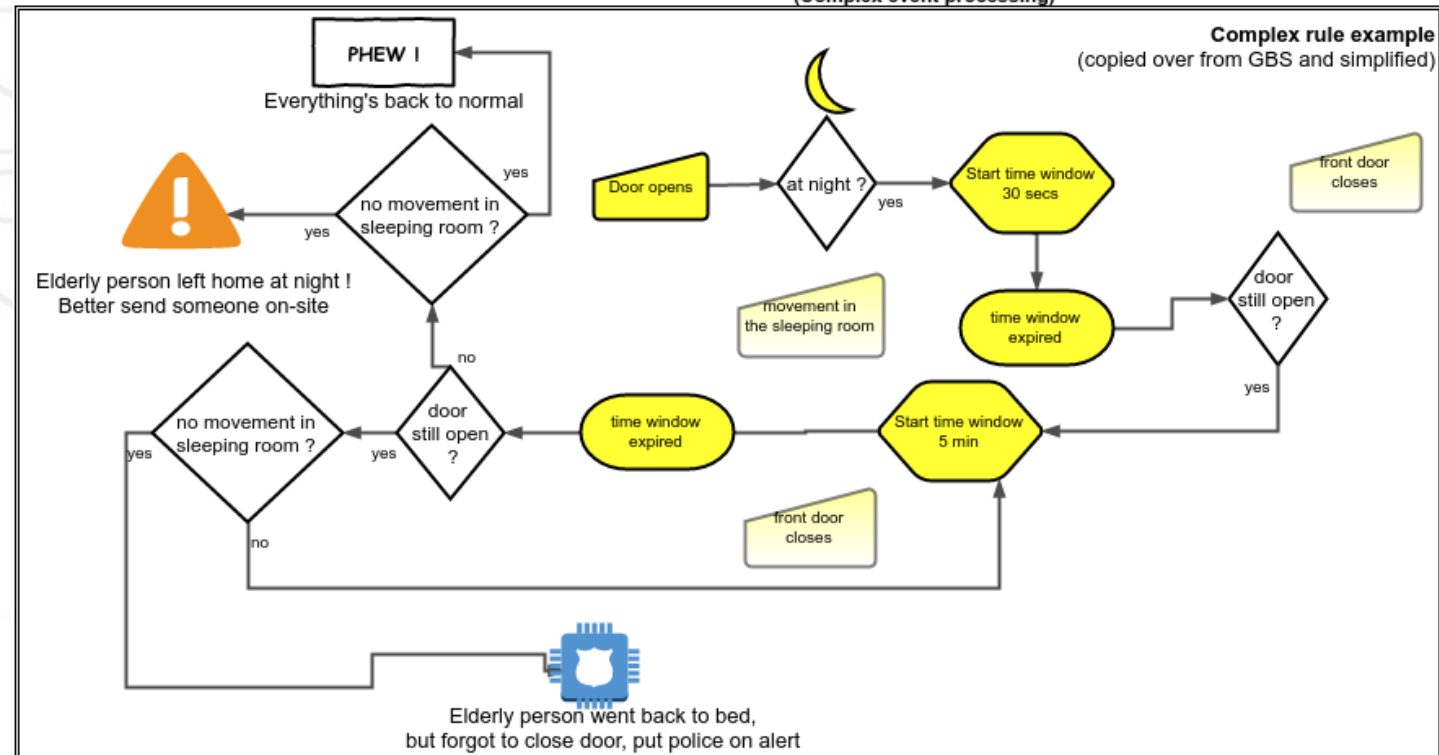 (Complex event processing)
Complex rule example
(copied over from GBS and simplified)
PHEW !
Everything's back to normal
yes
no movement in
sleeping room ?
yes
Elderly person left home at night !
Better send someone on-site
Door opens
at night ?
yes
Start time window
30 secs
front door
closes
door
still open
?
yes
movement in
the sleeping room
time window
expired
no
no movement in
sleeping room ?
yes
no
door
still open
?
yes
time window
expired
Start time window
5 min
front door
closes
Elderly person went back to bed,
but forgot to close door, put police on alert